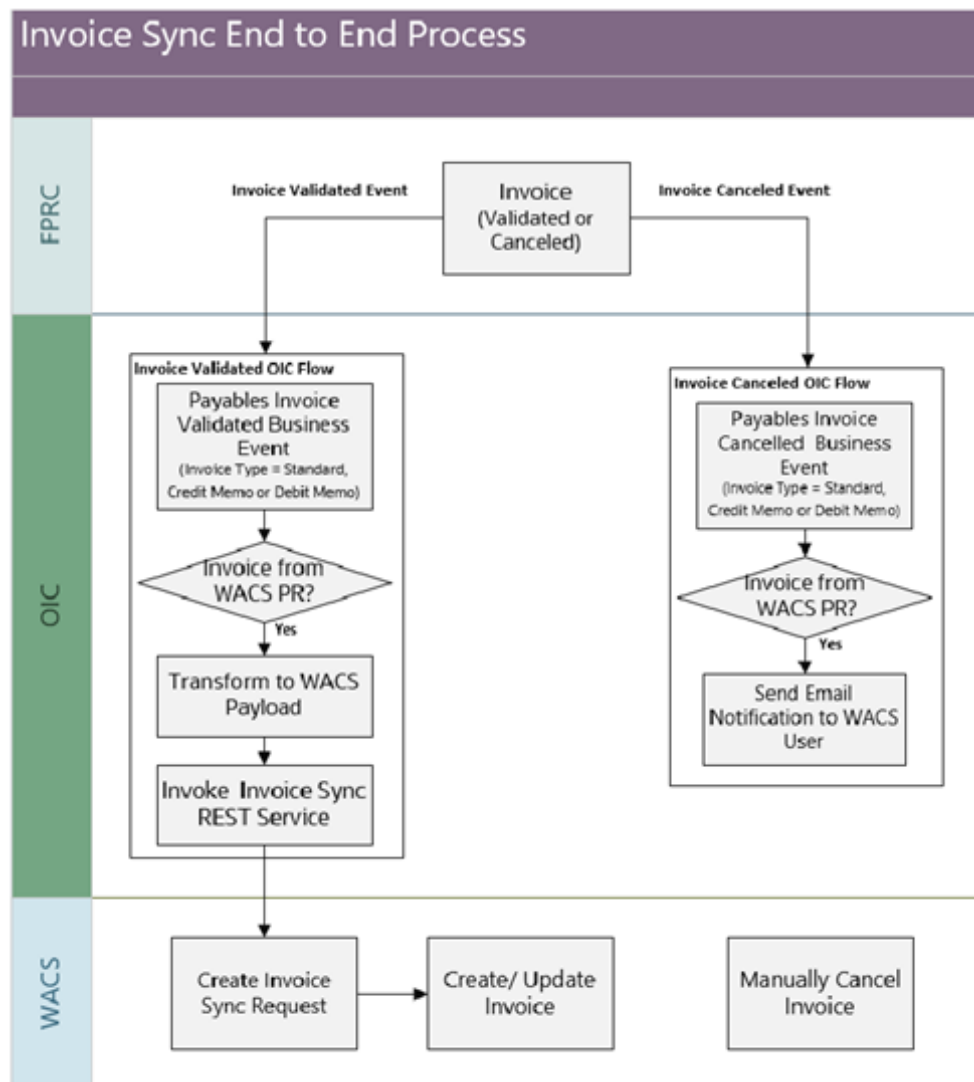 Invoice Sync End to End Process
FPRC
Invoice Validated Event
Invoice
(Validated or
Canceled)
Invoice Canceled Event
OIC
Invoice Validated OIC Flow
Payables Invoice
Validated Business
Event
(Invoice Type = Standard,
Credit Memo or Debit Memo)
Invoice from
WACS PR?
Yes
Transform to WACS
Payload
Invoke Invoice Sync
REST Service
Invoice Canceled OIC Flow
Payables Invoice
Cancelled Business
Event
(Invoice Type = Standard,
Credit Memo or Debit Memo)
Invoice from
WACS PR?
Yes
Send Email
Notification to WACS
User
WACS
Create Invoice
Sync Request
Create/ Update
Invoice
Manually Cancel
Invoice